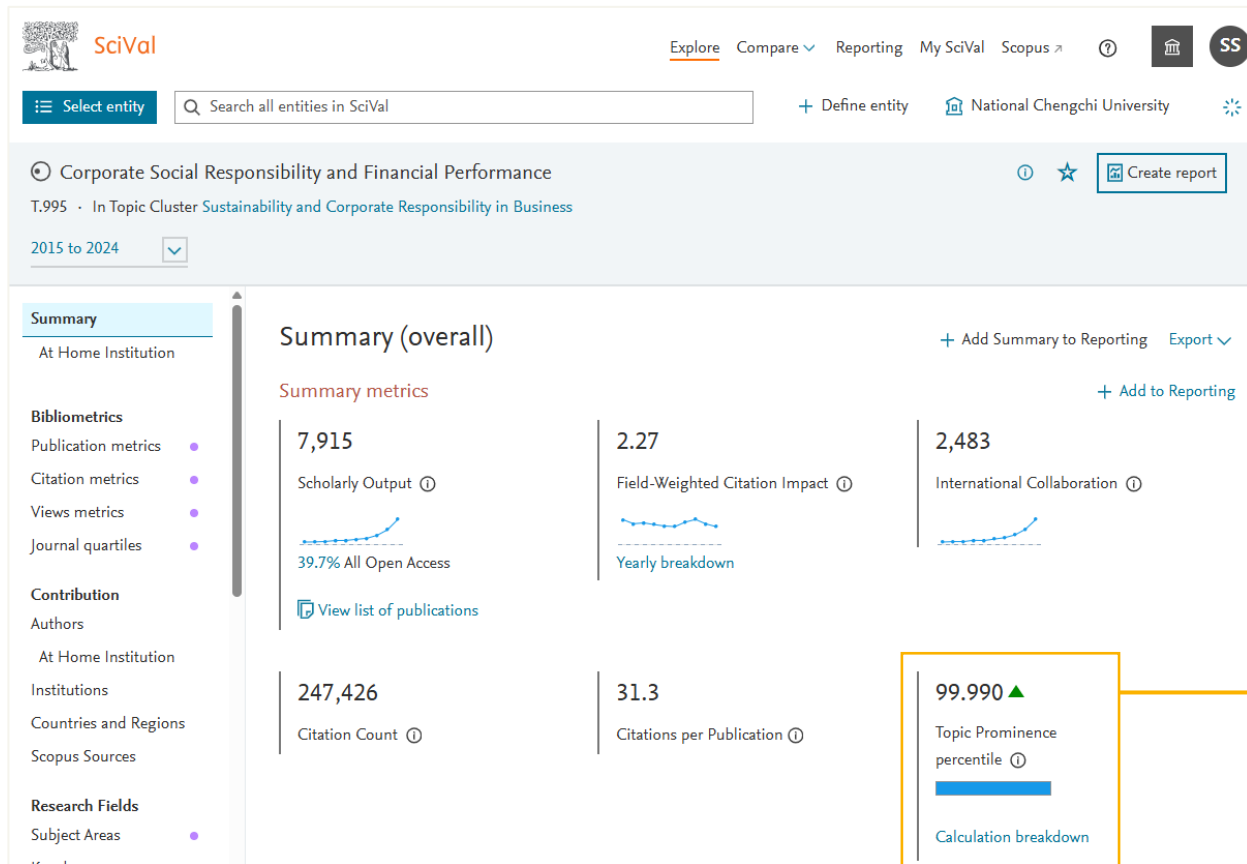 SciVal
Explore Compare Reporting My SciVal Scopus SS
Select entity Search all entities in SciVal + Define entity National Chengchi University
Corporate Social Responsibility and Financial Performance Create report
T.995 · In Topic Cluster Sustainability and Corporate Responsibility in Business
2015 to 2024
Summary
At Home Institution
Bibliometrics
Publication metrics
Citation metrics
Views metrics
Journal quartiles
Contribution
Authors
At Home Institution
Institutions
Countries and Regions
Scopus Sources
Research Fields
Subject Areas
Summary (overall) + Add Summary to Reporting Export
Summary metrics + Add to Reporting
7,915
Scholarly Output
39.7% All Open Access
View list of publications
2.27
Field-Weighted Citation Impact
Yearly breakdown
2,483
International Collaboration
247,426
Citation Count
31.3
Citations per Publication
99.990
Topic Prominence
percentile
Calculation breakdown